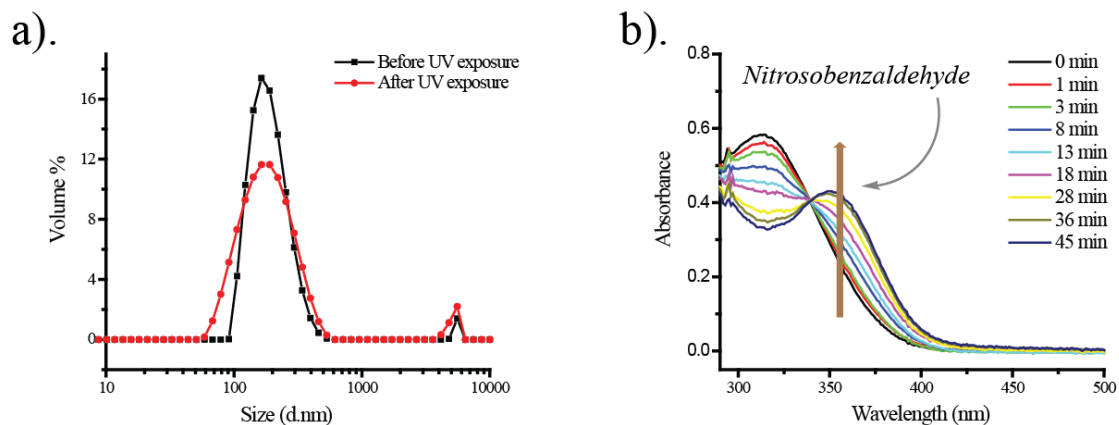 a).
Before UV exposure
After UV exposure
Volume %
16
12
8
4
0
10
100
1000
10000
Size (d.nm)
b).
Nitrosobenzaldehyde
0 min
1 min
3 min
8 min
13 min
18 min
28 min
36 min
45 min
Absorbance
0.8
0.6
0.4
0.2
0.0
300
350
400
450
500
Wavelength (nm)